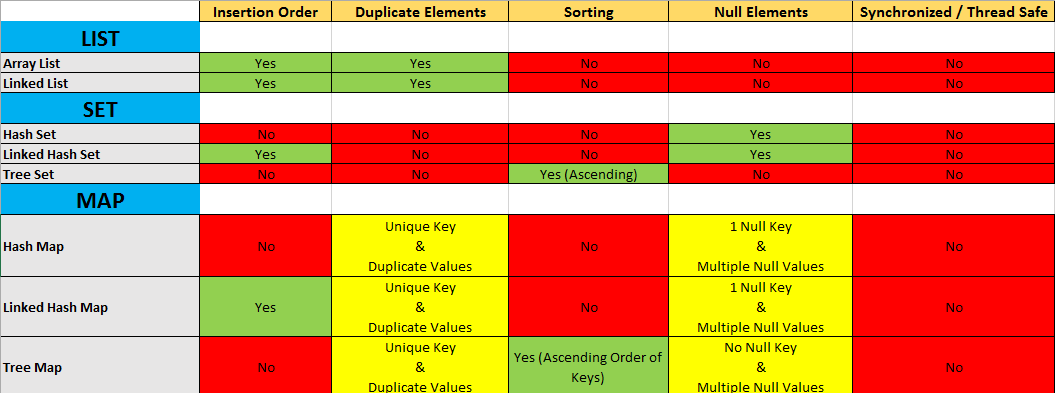 Insertion Order Duplicate Elements Sorting Null Elements Synchronized / Thread Safe
LIST
Array List Yes Yes No No No
Linked List Yes Yes No No No
SET
Hash Set No No No Yes No
Linked Hash Set Yes No No Yes No
Tree Set No No Yes (Ascending) No No
MAP
Hash Map No Unique Key & Duplicate Values No 1 Null Key & Multiple Null Values No
Linked Hash Map Yes Unique Key & Duplicate Values No 1 Null Key & Multiple Null Values No
Tree Map No Unique Key & Duplicate Values Yes (Ascending Order of Keys) No Null Key & Multiple Null Values No